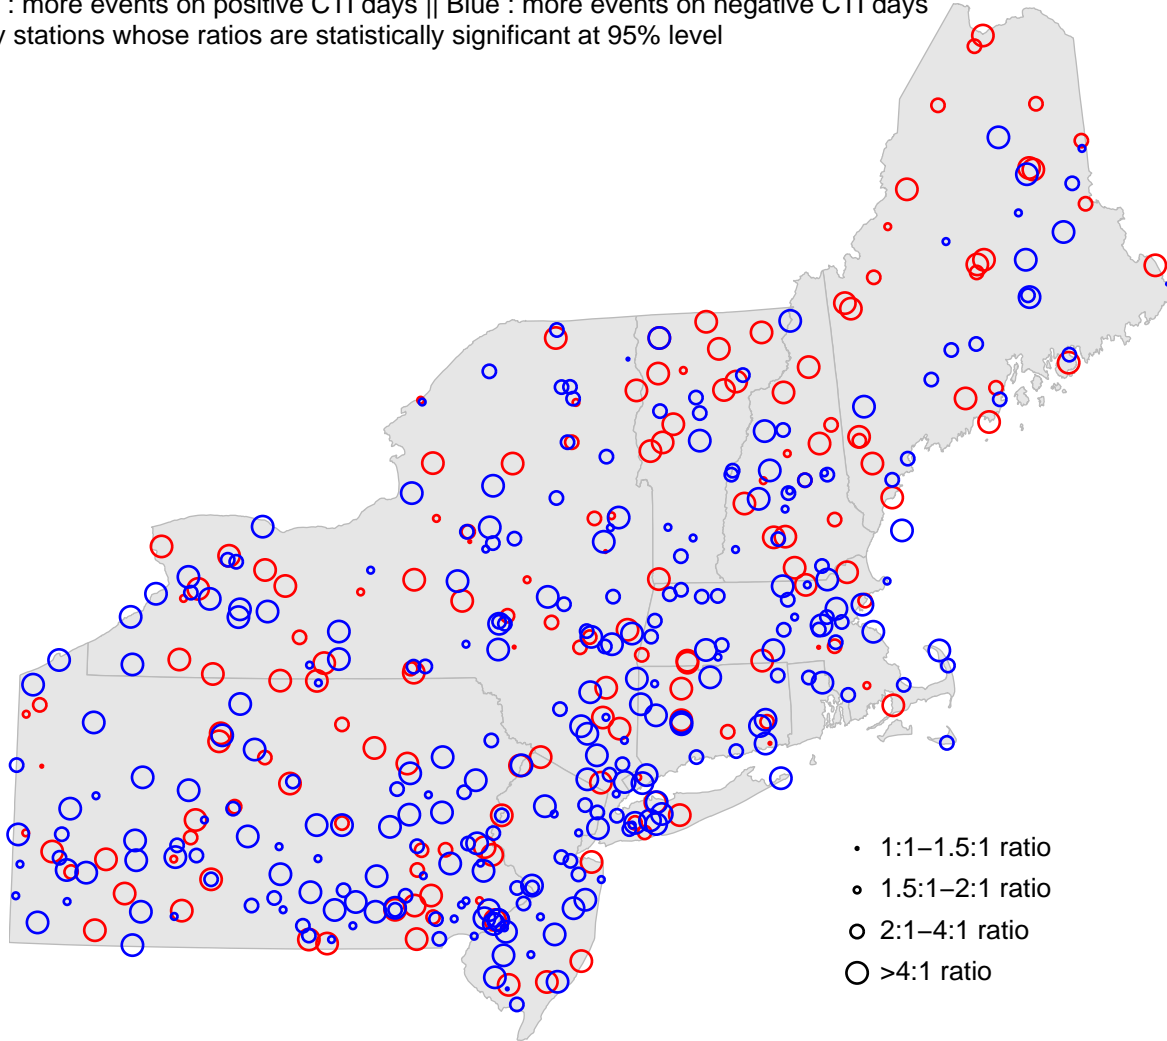 : more events on positive CTI days || Blue : more events on negative CTI days
stations whose ratios are statistically significant at 95% level
1:1–1.5:1 ratio
1.5:1–2:1 ratio
2:1–4:1 ratio
>4:1 ratio